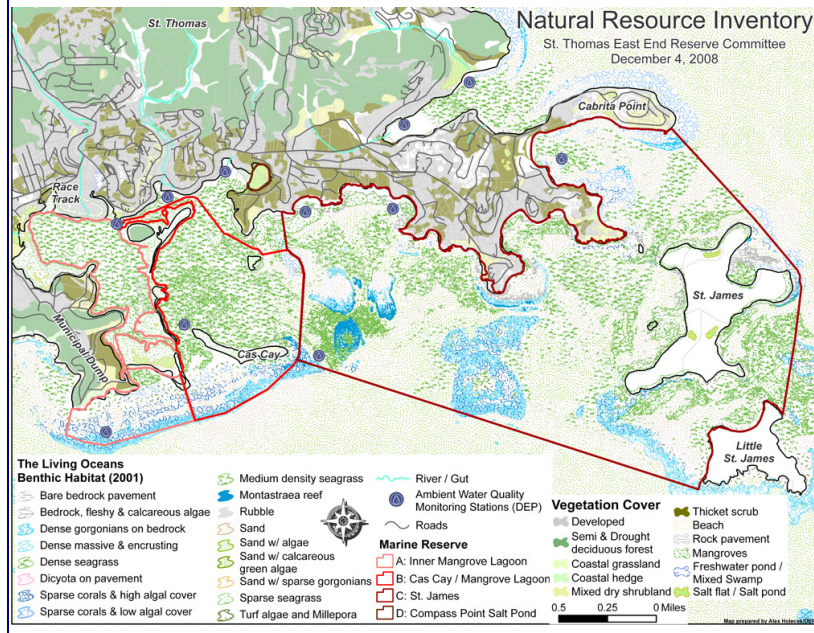 Natural Resource Inventory
St. Thomas East End Reserve Committee
December 4, 2008
St. Thomas
Cabrita Point
Race
Track
St. James
Municipal Dump
Cas Cay
Little
St. James
The Living Oceans
Benthic Habitat (2001)
Bare bedrock pavement
Bedrock, fleshy & calcareous algae
Dense gorgonians on bedrock
Dense massive & encrusting
Dense seagrass
Dicyota on pavement
Sparse corals & high algal cover
Sparse corals & low algal cover
Medium density seagrass
Montastraea reef
Rubble
Sand
Sand w/ algae
Sand w/ calcareous
green algae
Sand w/ sparse gorgonians
Sparse seagrass
Turf algae and Millepora
River / Gut
Ambient Water Quality
Monitoring Stations (DEP)
Roads
Marine Reserve
A: Inner Mangrove Lagoon
B: Cas Cay / Mangrove Lagoon
C: St. James
D: Compass Point Salt Pond
Vegetation Cover
Developed
Semi & Drought
deciduous forest
Coastal grassland
Coastal hedge
Mixed dry shrubland
Thicket scrub
Beach
Rock pavement
Mangroves
Freshwater pond /
Mixed Swamp
Salt flat / Salt pond
0.5 0.25 0 Miles
Map prepared by Alex Holecek/DEP